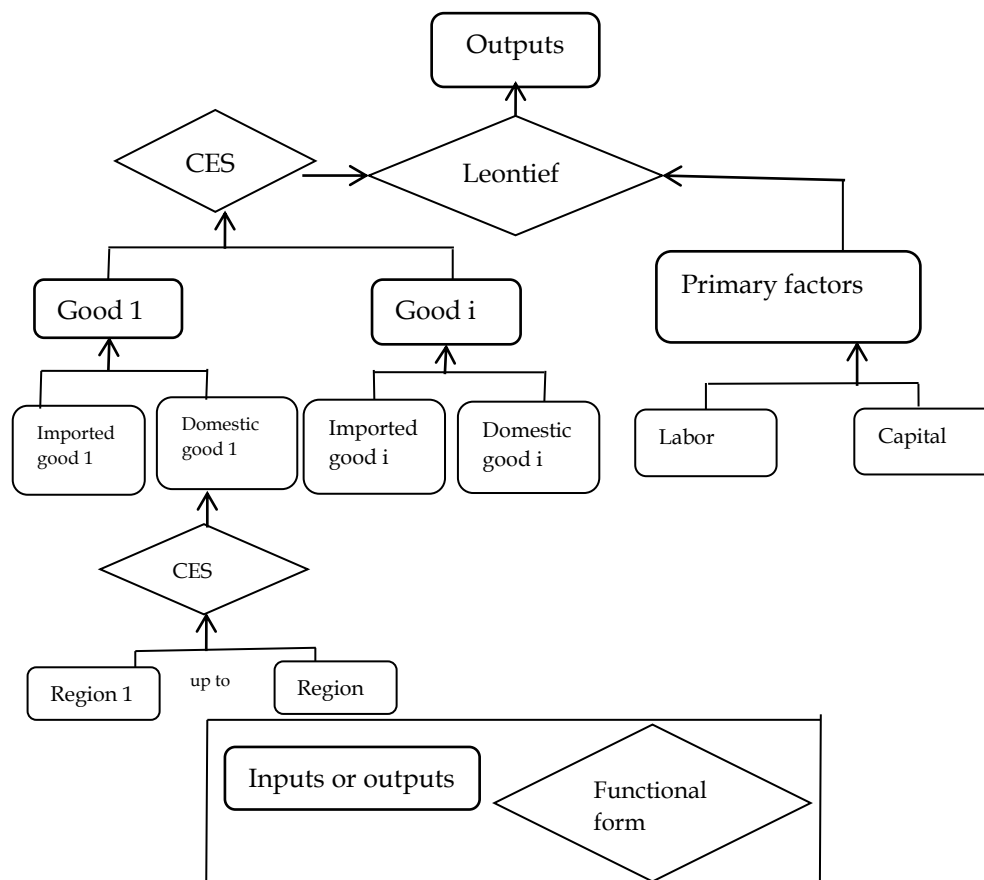 Outputs
CES
Leontief
Primary factors
Good 1
Good i
Imported
good 1
Domestic
good 1
Imported
good i
Domestic
good i
Labor
Capital
CES
Region 1
up to
Region
Inputs or outputs
Functional
form